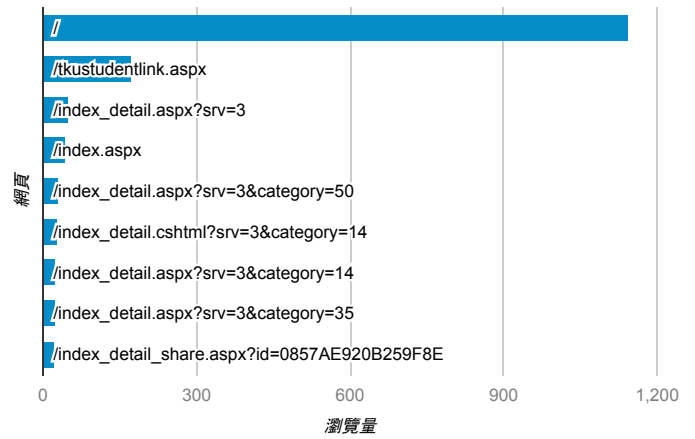 /
/tkustudentlink.aspx
/index_detail.aspx?srv=3
/index.aspx
/index_detail.aspx?srv=3&category=50
/index_detail.cshtml?srv=3&category=14
/index_detail.aspx?srv=3&category=14
/index_detail.aspx?srv=3&category=35
/index_detail_share.aspx?id=0857AE920B259F8E
網頁
0 300 600 900 1,200
瀏覽量